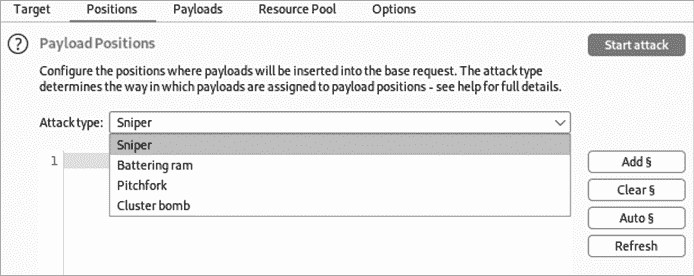 Target Positions Payloads Resource Pool Options
? Payload Positions Start attack
Configure the positions where payloads will be inserted into the base request. The attack type
determines the way in which payloads are assigned to payload positions - see help for full details.
Attack type: Sniper
Sniper
1
Battering ram
Pitchfork
Cluster bomb
Add §
Clear §
Auto §
Refresh